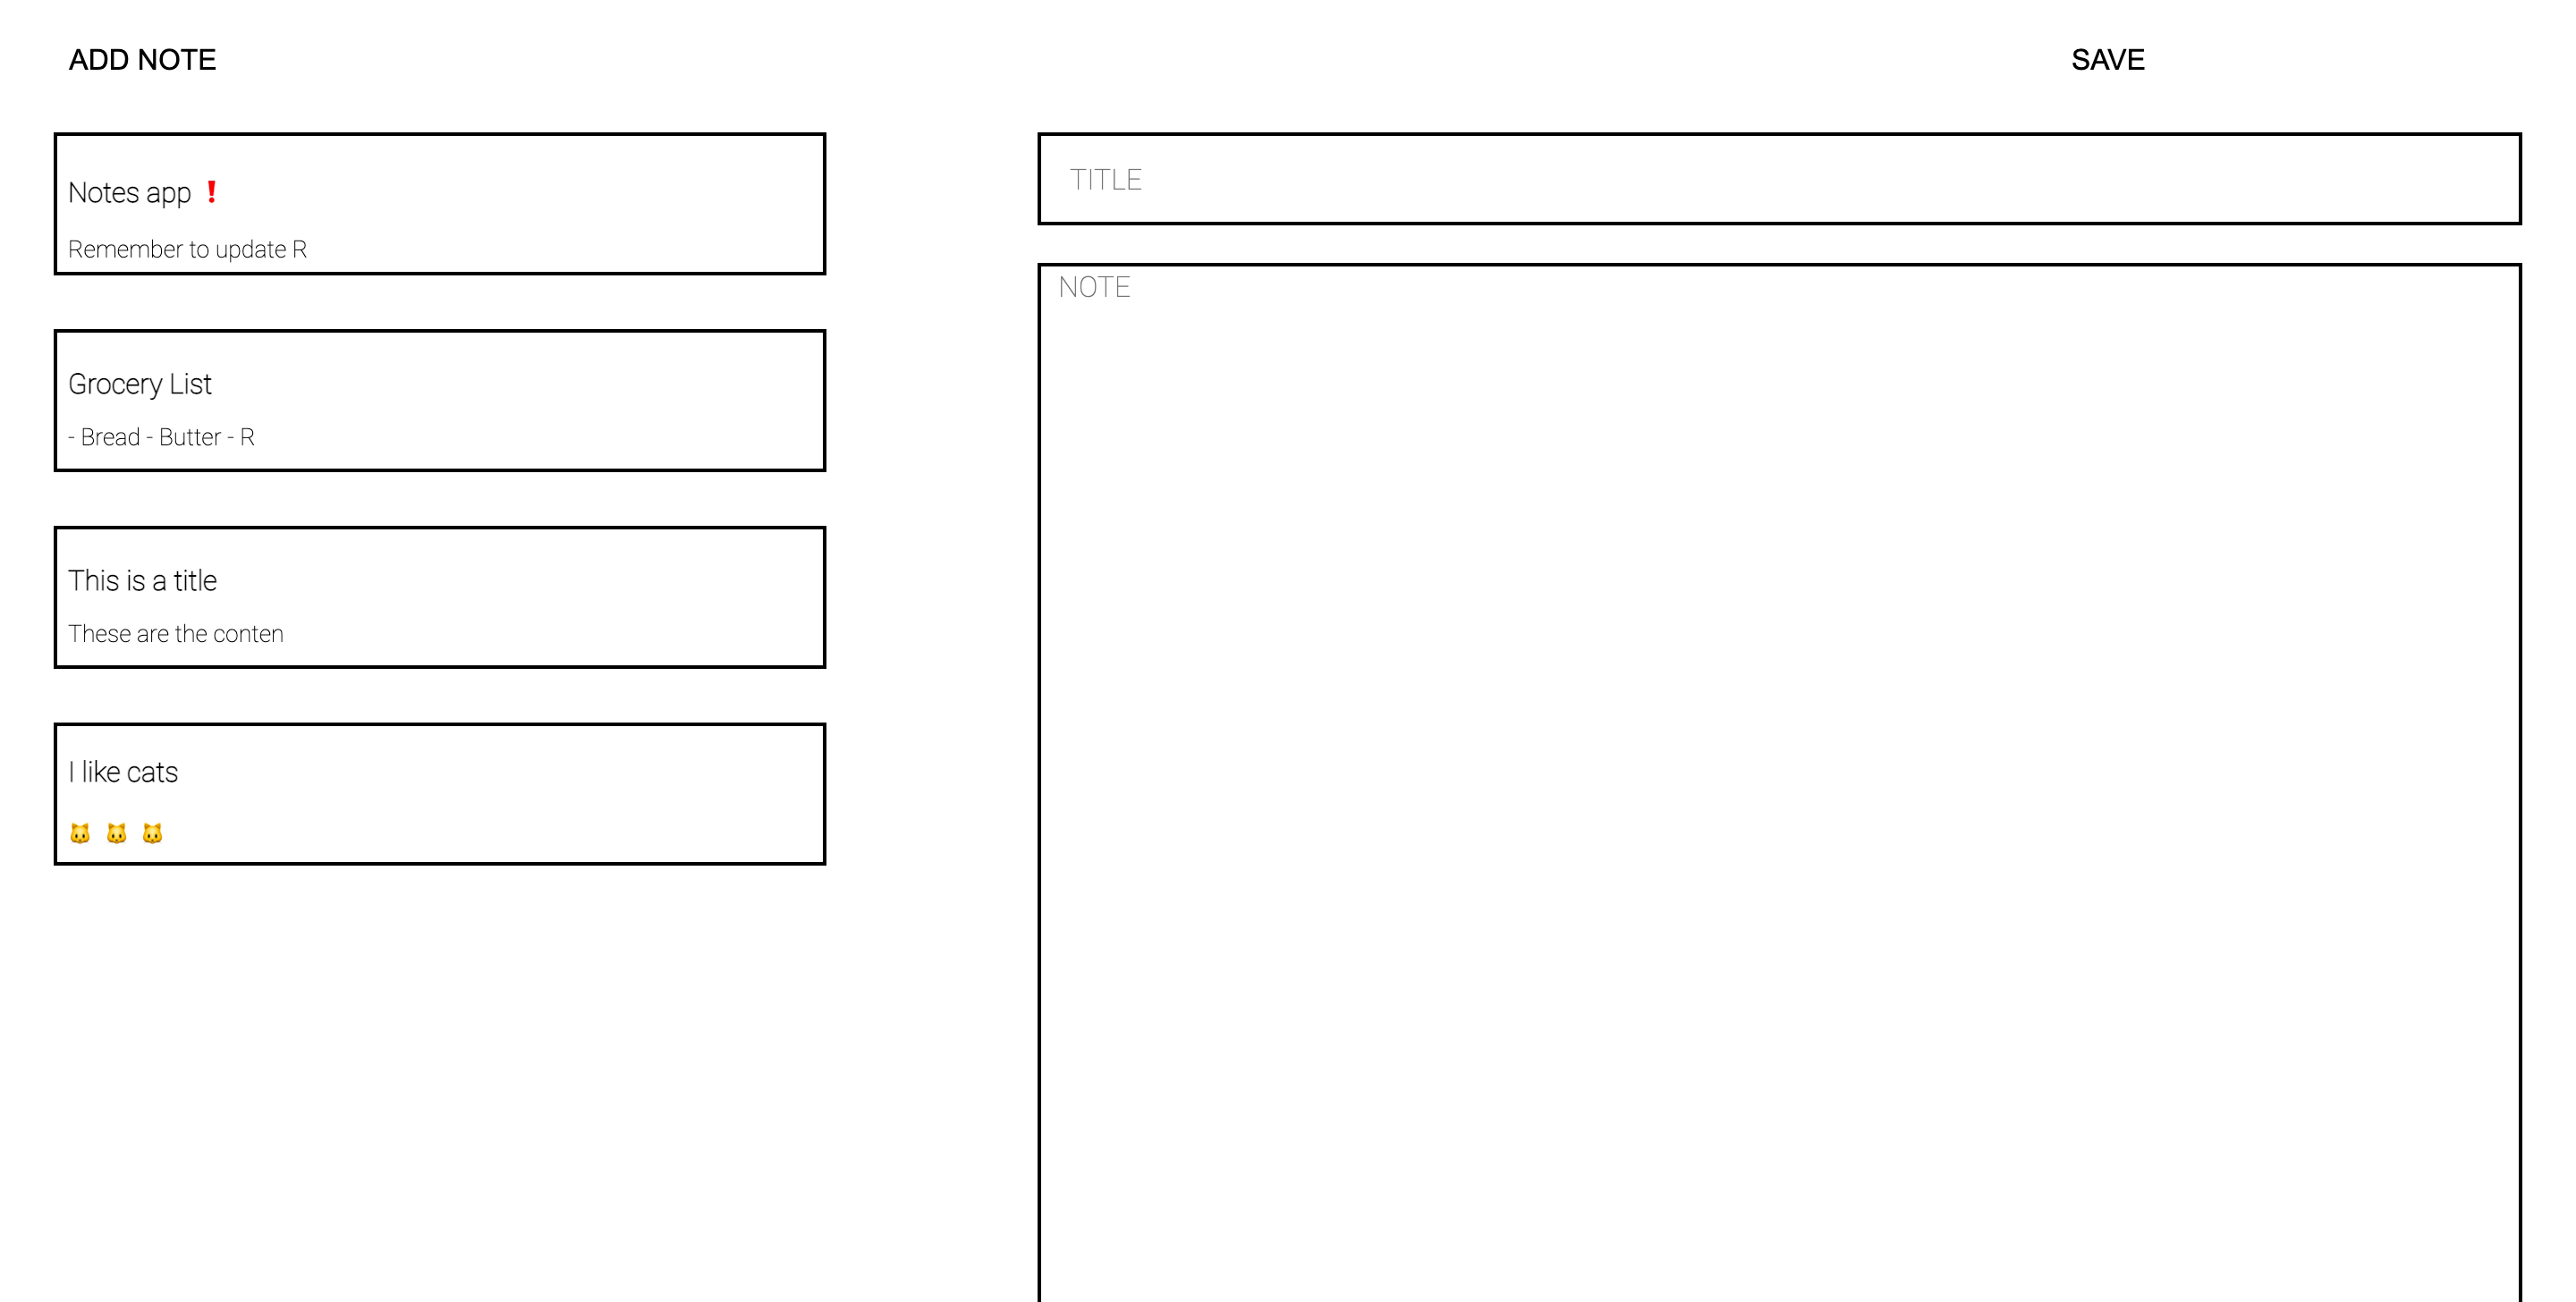 ADD NOTE
SAVE
Notes app ❗
Remember to update R
Grocery List
- Bread - Butter - R
This is a title
These are the conten
I like cats
🐱 🐱 🐱
TITLE
NOTE